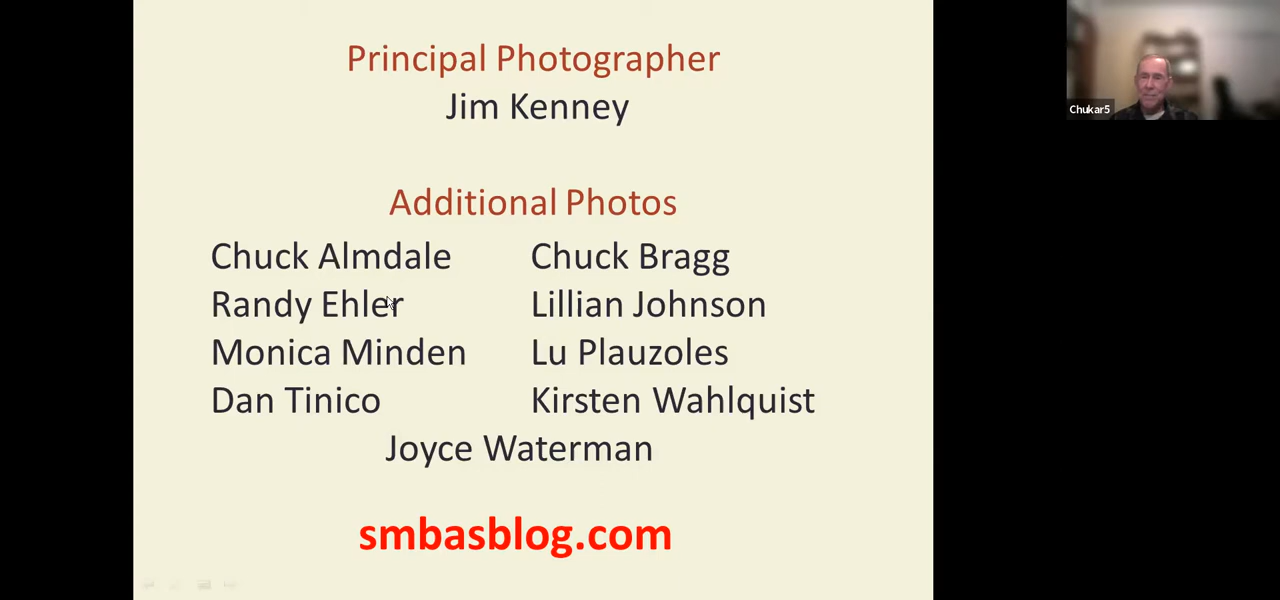 Principal Photographer
Jim Kenney
Additional Photos
Chuck Almdale Chuck Bragg
Randy Ehler Lillian Johnson
Monica Minden Lu Plauzoles
Dan Tinico Kirsten Wahlquist
Joyce Waterman
smbasblog.com
Chukar5